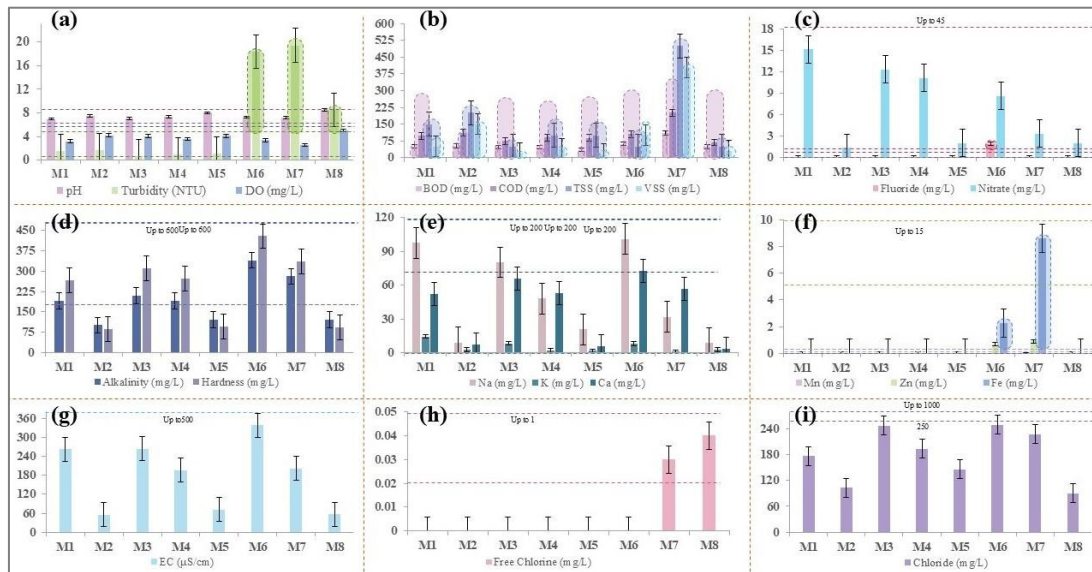 (a)
20
16
12
8
4
0
M1 M2 M3 M4 M5 M6 M7 M8
pH Turbidity (NTU) DO (mg/L)
(b)
600
525
450
375
300
225
150
75
0
M1 M2 M3 M4 M5 M6 M7 M8
BOD (mg/L) COD (mg/L) TSS (mg/L) VSS (mg/L)
(c)
Up to 45
18
15
12
9
6
3
0
M1 M2 M3 M4 M5 M6 M7 M8
Fluoride (mg/L) Nitrate (mg/L)
(d)
Up to 600 Up to 600
450
375
300
225
150
75
0
M1 M2 M3 M4 M5 M6 M7 M8
Alkalinity (mg/L) Hardness (mg/L)
(e)
Up to 200 Up to 200 Up to 200
120
90
60
30
0
M1 M2 M3 M4 M5 M6 M7 M8
Na (mg/L) K (mg/L) Ca (mg/L)
(f)
Up to 15
10
8
6
4
2
0
M1 M2 M3 M4 M5 M6 M7 M8
Mn (mg/L) Zn (mg/L) Fe (mg/L)
(g)
Up to500
360
300
240
180
120
60
0
M1 M2 M3 M4 M5 M6 M7 M8
EC (µS/cm)
(h)
Up to 1
0.05
0.04
0.03
0.02
0.01
0
M1 M2 M3 M4 M5 M6 M7 M8
Free Chlorine (mg/L)
(i)
Up to 1000
250
240
180
120
60
0
M1 M2 M3 M4 M5 M6 M7 M8
Chloride (mg/L)